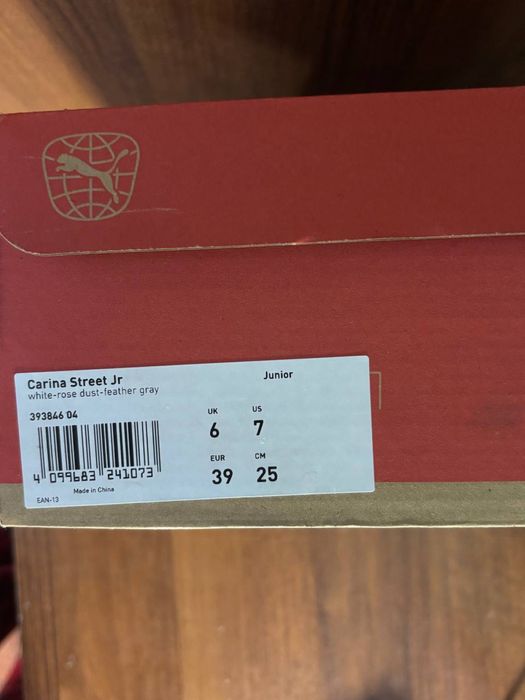 Carina Street Jr
Junior
white-rose dust-feather gray
393846 04
UK US
6 7
EUR CM
39 25
4 099683 241073
Made in China
EAN-13